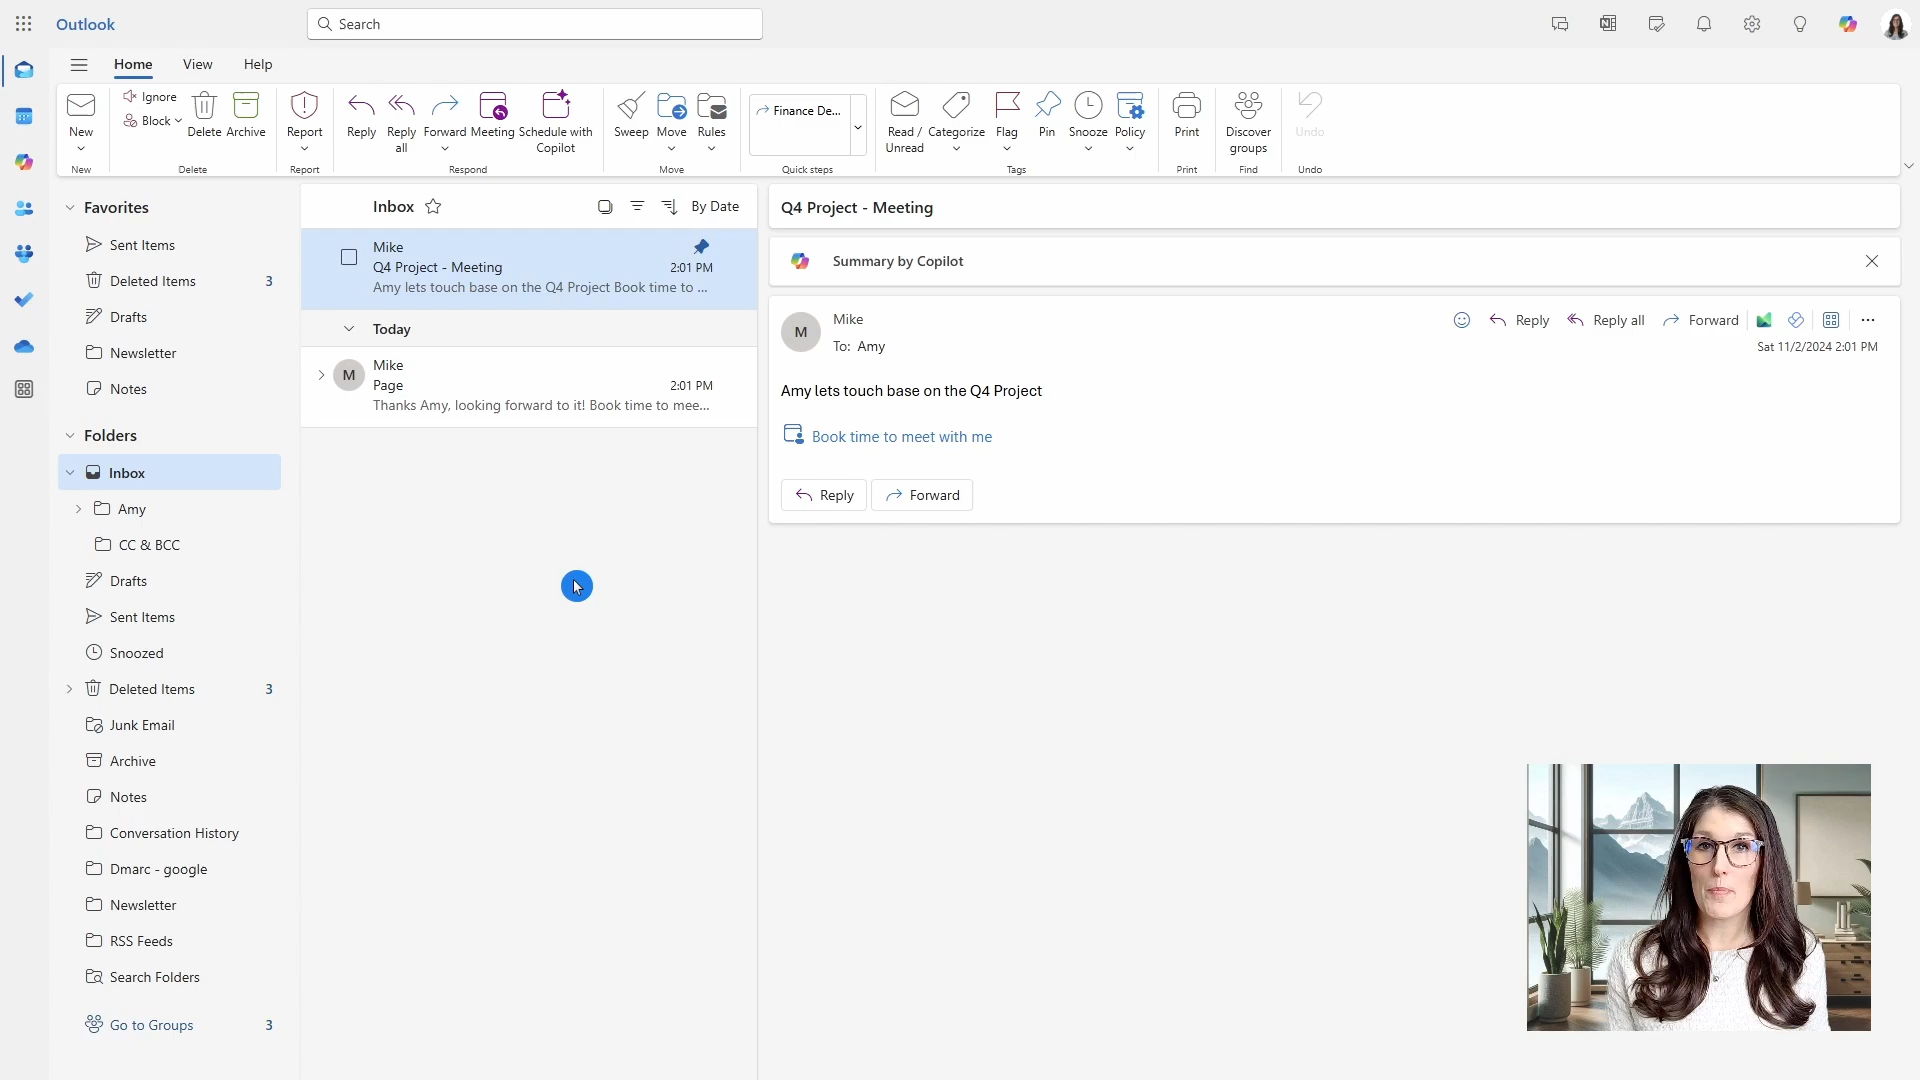 Outlook
Search
Home View Help
New
Ignore
Block
Delete
Archive
Report
Reply
Reply all
Forward
Meeting
Schedule with Copilot
Sweep
Move
Rules
Finance De...
Read / Unread
Categorize
Flag
Pin
Snooze
Policy
Print
Discover groups
Undo
New Delete Report Respond Move Quick steps Tags Print Find Undo
Favorites
Sent Items
Deleted Items 3
Drafts
Newsletter
Notes
Folders
Inbox
Amy
CC & BCC
Drafts
Sent Items
Snoozed
Deleted Items 3
Junk Email
Archive
Notes
Conversation History
Dmarc - google
Newsletter
RSS Feeds
Search Folders
Go to Groups 3
Inbox By Date
Mike
Q4 Project - Meeting 2:01 PM
Amy lets touch base on the Q4 Project Book time to ...
Today
M
Mike
Page 2:01 PM
Thanks Amy, looking forward to it! Book time to mee...
Q4 Project - Meeting
Summary by Copilot
M
Mike
To: Amy
Reply Reply all Forward
Sat 11/2/2024 2:01 PM
Amy lets touch base on the Q4 Project
Book time to meet with me
Reply Forward